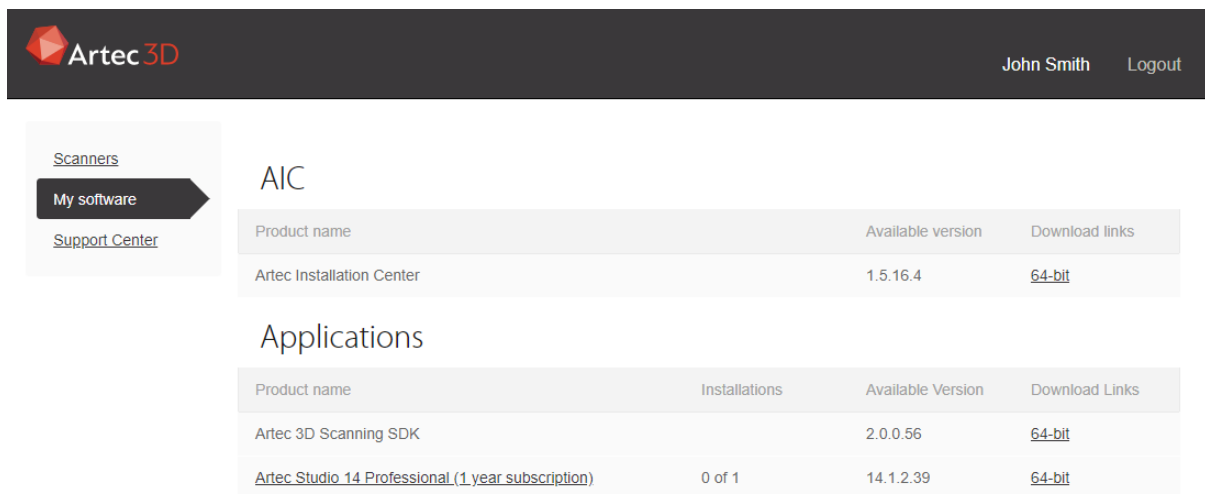 Artec 3D
John Smith Logout
Scanners
My software
Support Center
AIC
Product name Available version Download links
Artec Installation Center 1.5.16.4 64-bit
Applications
Product name Installations Available Version Download Links
Artec 3D Scanning SDK 2.0.0.56 64-bit
Artec Studio 14 Professional (1 year subscription) 0 of 1 14.1.2.39 64-bit